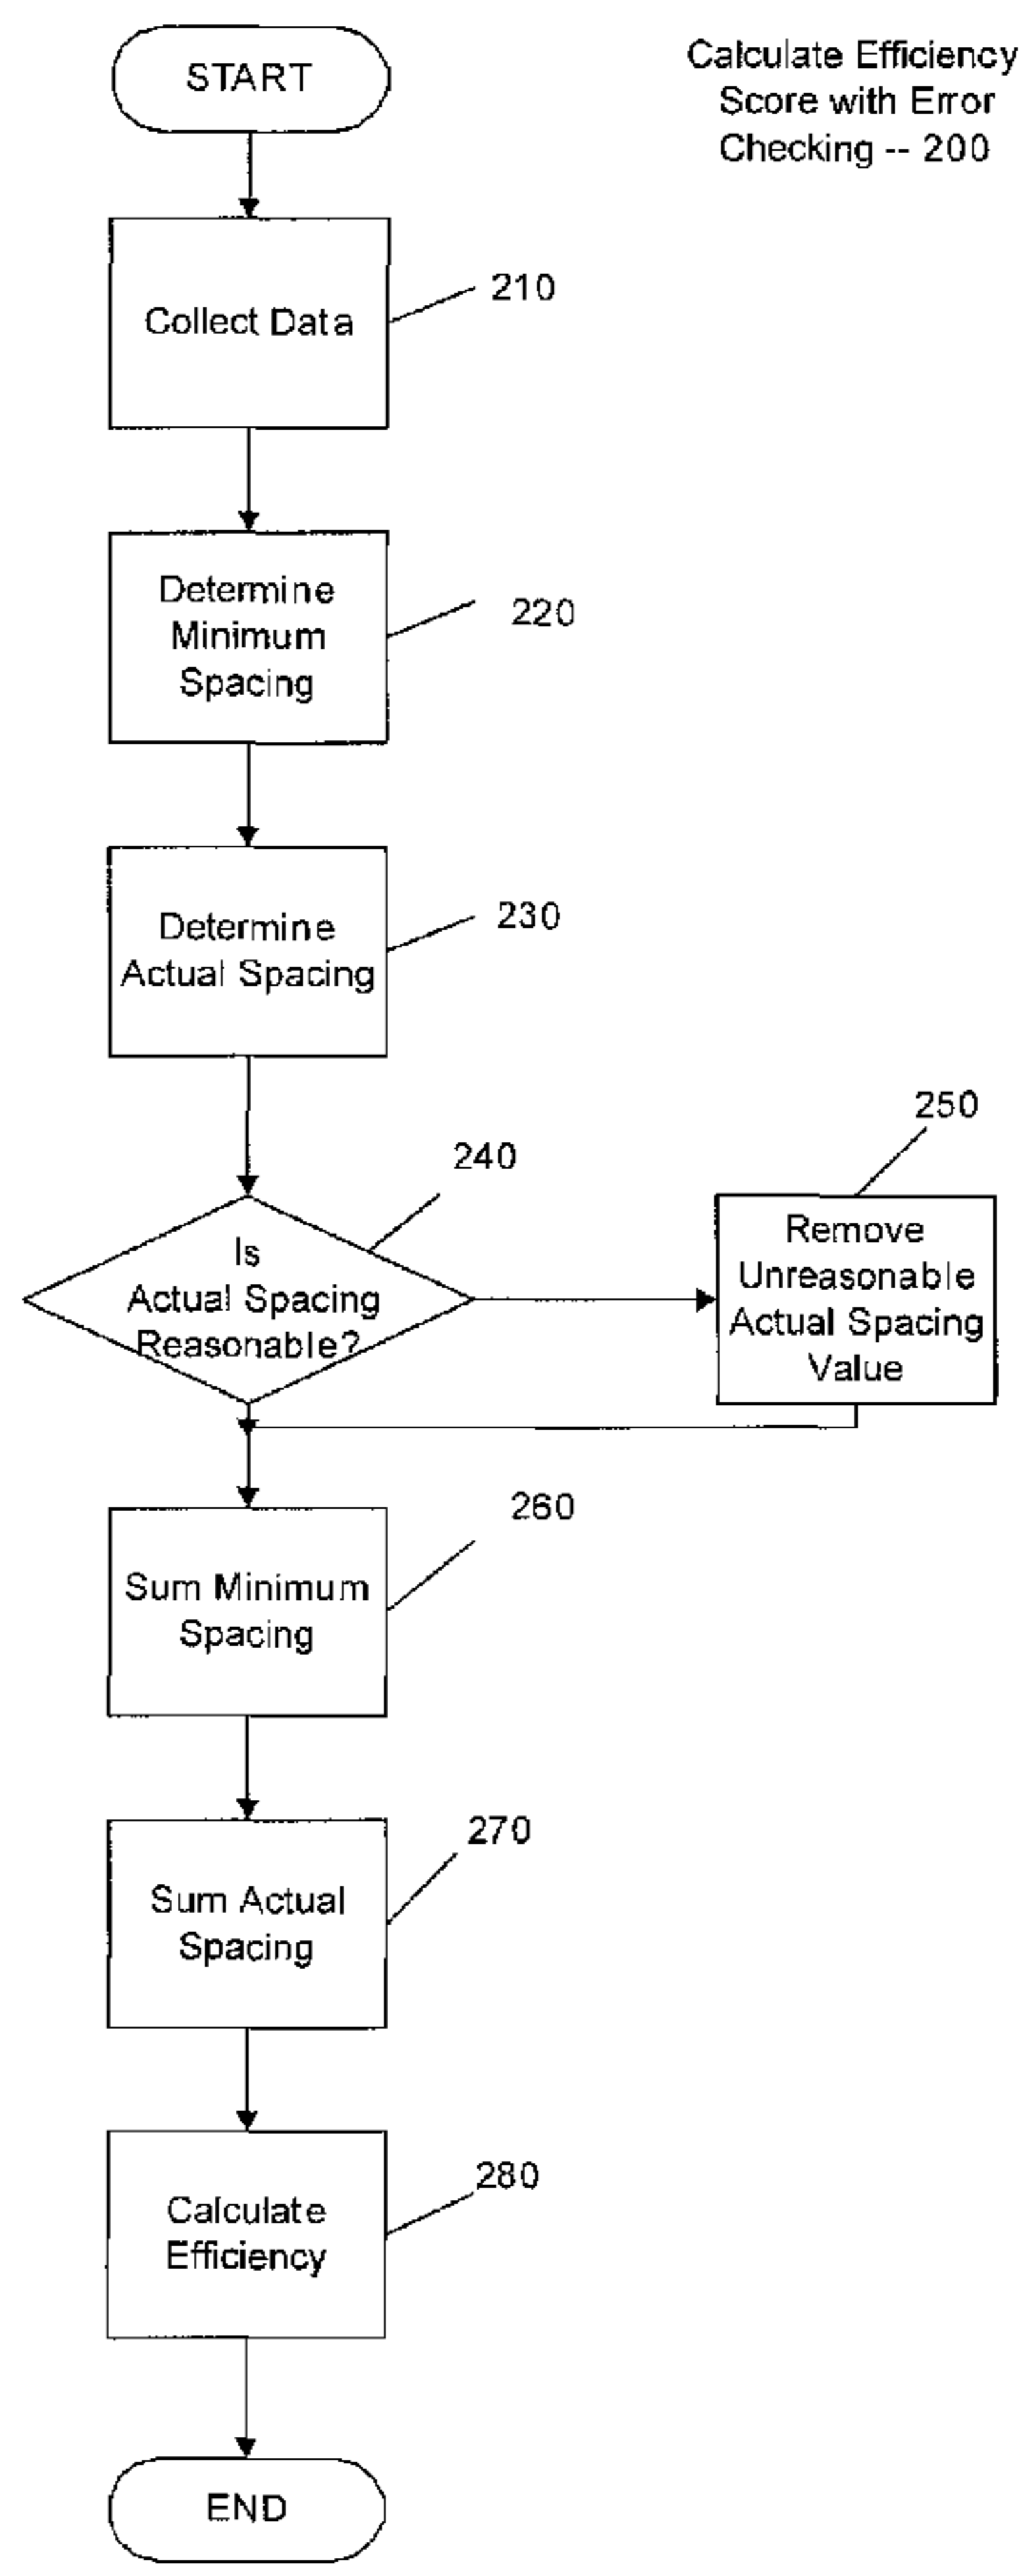 START
Calculate Efficiency
Score with Error
Checking -- 200
Collect Data
210
Determine
Minimum
Spacing
220
Determine
Actual Spacing
230
240
250
Is
Actual Spacing
Reasonable?
Remove
Unreasonable
Actual Spacing
Value
260
Sum Minimum
Spacing
270
Sum Actual
Spacing
280
Calculate
Efficiency
END